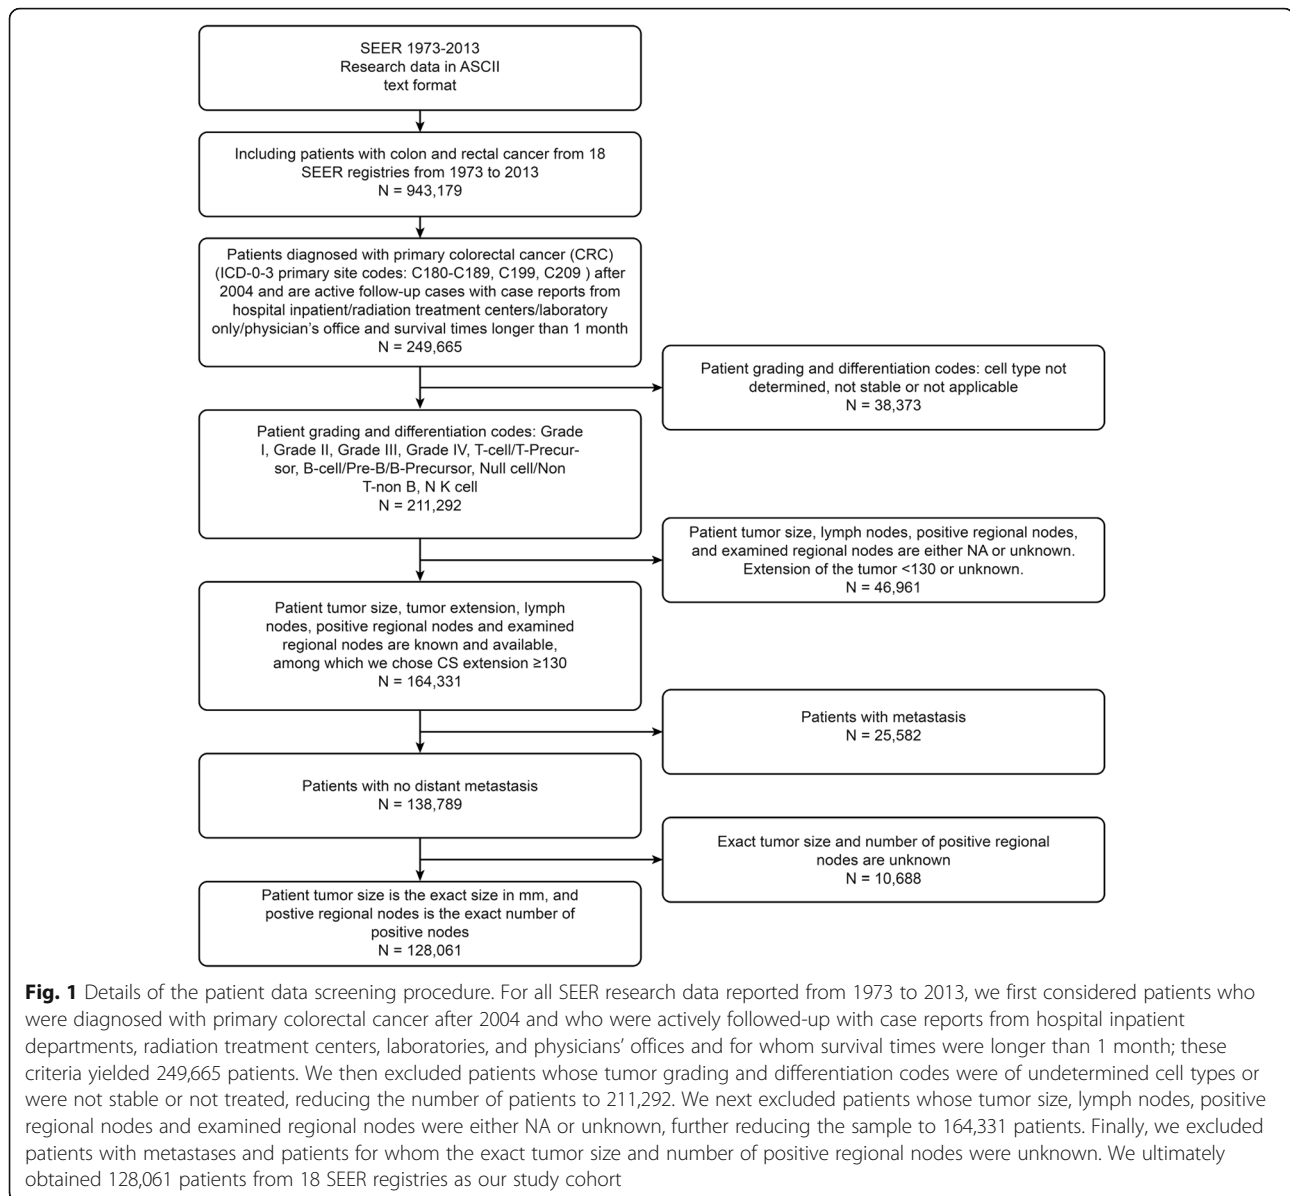 SEER 1973-2013
Research data in ASCII
text format
Including patients with colon and rectal cancer from 18
SEER registries from 1973 to 2013
N = 943,179
Patients diagnosed with primary colorectal cancer (CRC)
(ICD-0-3 primary site codes: C180-C189, C199, C209 ) after
2004 and are active follow-up cases with case reports from
hospital inpatient/radiation treatment centers/laboratory
only/physician's office and survival times longer than 1 month
N = 249,665
Patient grading and differentiation codes: cell type not
determined, not stable or not applicable
N = 38,373
Patient grading and differentiation codes: Grade
I, Grade II, Grade III, Grade IV, T-cell/T-Precur-
sor, B-cell/Pre-B/B-Precursor, Null cell/Non
T-non B, N K cell
N = 211,292
Patient tumor size, lymph nodes, positive regional nodes,
and examined regional nodes are either NA or unknown.
Extension of the tumor <130 or unknown.
N = 46,961
Patient tumor size, tumor extension, lymph
nodes, positive regional nodes and examined
regional nodes are known and available,
among which we chose CS extension ≥130
N = 164,331
Patients with metastasis
N = 25,582
Patients with no distant metastasis
N = 138,789
Exact tumor size and number of positive regional
nodes are unknown
N = 10,688
Patient tumor size is the exact size in mm, and
postive regional nodes is the exact number of
positive nodes
N = 128,061
Fig. 1 Details of the patient data screening procedure. For all SEER research data reported from 1973 to 2013, we first considered patients who
were diagnosed with primary colorectal cancer after 2004 and who were actively followed-up with case reports from hospital inpatient
departments, radiation treatment centers, laboratories, and physicians' offices and for whom survival times were longer than 1 month; these
criteria yielded 249,665 patients. We then excluded patients whose tumor grading and differentiation codes were of undetermined cell types or
were not stable or not treated, reducing the number of patients to 211,292. We next excluded patients whose tumor size, lymph nodes, positive
regional nodes and examined regional nodes were either NA or unknown, further reducing the sample to 164,331 patients. Finally, we excluded
patients with metastases and patients for whom the exact tumor size and number of positive regional nodes were unknown. We ultimately
obtained 128,061 patients from 18 SEER registries as our study cohort